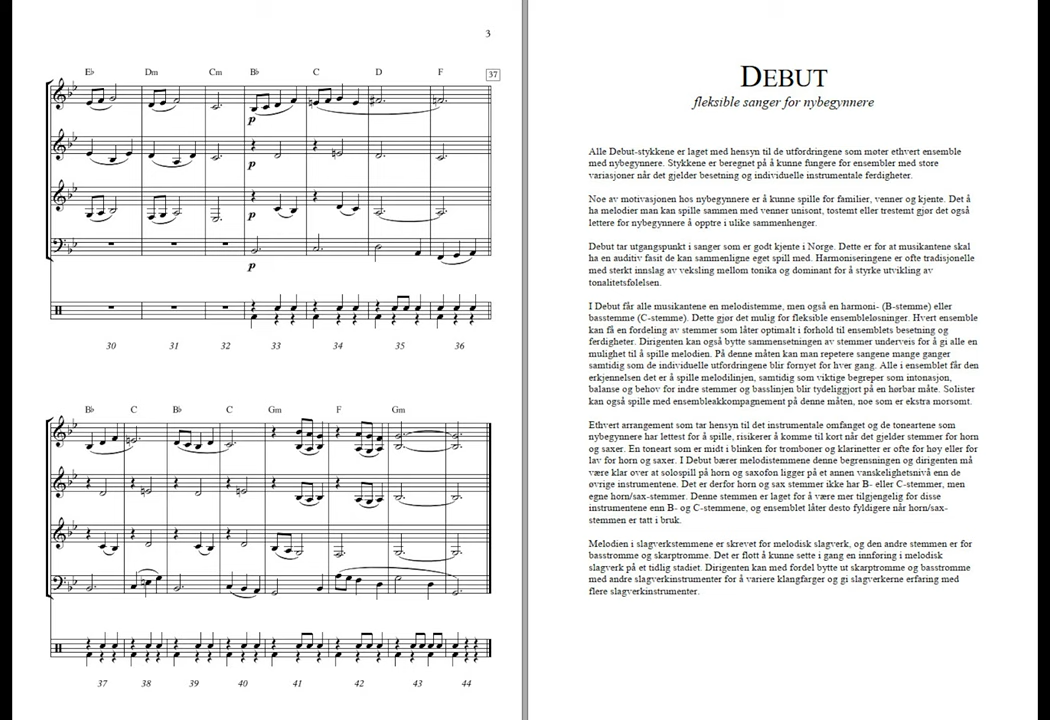 3
E♭ Dm Cm B♭ C D F 37
p
p
p
p
30 31 32 33 34 35 36
B♭ C B♭ C Gm F Gm
37 38 39 40 41 42 43 44
DEBUT
fleksible sanger for nybegynnere
Alle Debut-stykkene er laget med hensyn til de utfordringene som møter ethvert ensemble
med nybegynnere. Stykkene er beregnet på å kunne fungere for ensembler med store
variasjoner når det gjelder besetning og individuelle instrumentale ferdigheter.
Noe av motivasjonen hos nybegynnere er å kunne spille for familier, venner og kjente. Det å
ha melodier man kan spille sammen med venner unisont, tostemt eller trestemt gjør det også
lettere for nybegynnere å opptre i ulike sammenhenger.
Debut tar utgangspunkt i sanger som er godt kjente i Norge. Dette er for at musikantene skal
ha en auditiv fasit de kan sammenligne eget spill med. Harmoniseringene er ofte tradisjonelle
med sterkt innslag av veksling mellom tonika og dominant for å styrke utvikling av
tonalitetsfølelsen.
I Debut får alle musikantene en melodistemme, men også en harmoni- (B-stemme) eller
basstemme (C-stemme). Dette gjør det mulig for fleksible ensembleløsninger. Hvert ensemble
kan få en fordeling av stemmer som låter optimalt i forhold til ensemblets besetning og
ferdigheter. Dirigenten kan også bytte sammensetningen av stemmer underveis for å gi alle en
mulighet til å spille melodien. På denne måten kan man repetere sangene mange ganger
samtidig som de individuelle utfordringene blir fornyet for hver gang. Alle i ensemblet får den
erkjennelsen det er å spille melodilinjen, samtidig som viktige begreper som intonasjon,
balanse og behov for indre stemmer og basslinjen blir tydeliggjort på en hørbar måte. Solister
kan også spille med ensembleakkompagnement på denne måten, noe som er ekstra morsomt.
Ethvert arrangement som tar hensyn til det instrumentale omfanget og de toneartene som
nybegynnere har lettest for å spille, risikerer å komme til kort når det gjelder stemmer for horn
og saxer. En toneart som er midt i blinken for tromboner og klarinetter er ofte for høy eller for
lav for horn og saxer. I Debut bærer melodistemmene denne begrensningen og dirigenten må
være klar over at solospill på horn og saxofon ligger på et annen vanskelighetsnivå enn de
øvrige instrumentene. Det er derfor horn og sax stemmer ikke har B- eller C-stemmer, men
egne horn/sax-stemmer. Denne stemmen er laget for å være mer tilgjengelig for disse
instrumentene enn B- og C-stemmene, og ensemblet låter desto fyldigere når horn/sax-
stemmen er tatt i bruk.
Melodien i slagverkstemmene er skrevet for melodisk slagverk, og den andre stemmen er for
basstromme og skarptromme. Det er flott å kunne sette i gang en innføring i melodisk
slagverk på et tidlig stadiet. Dirigenten kan med fordel bytte ut skarptromme og basstromme
med andre slagverkinstrumenter for å variere klangfarger og gi slagverkerne erfaring med
flere slagverkinstrumenter.